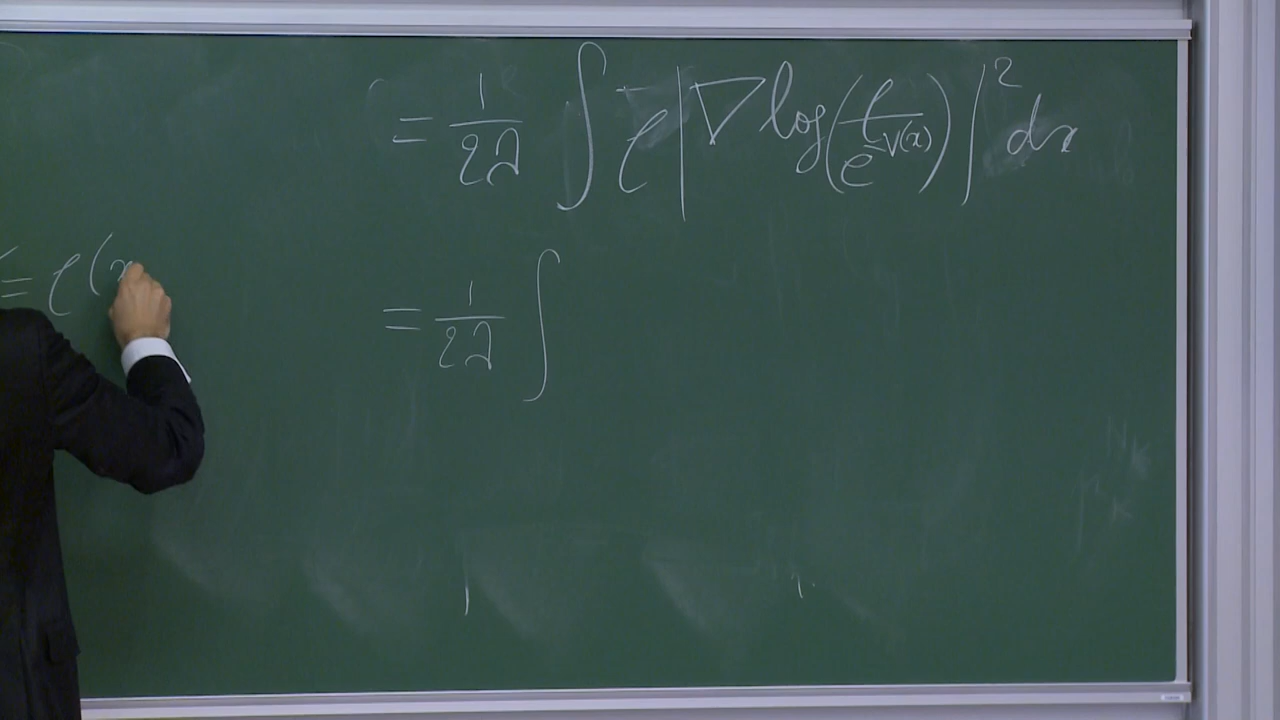 = 1/2λ ∫ ρ |∇ log(ρ/e^{-V(x)})|² dx
= ρ(x
= 1/2λ ∫